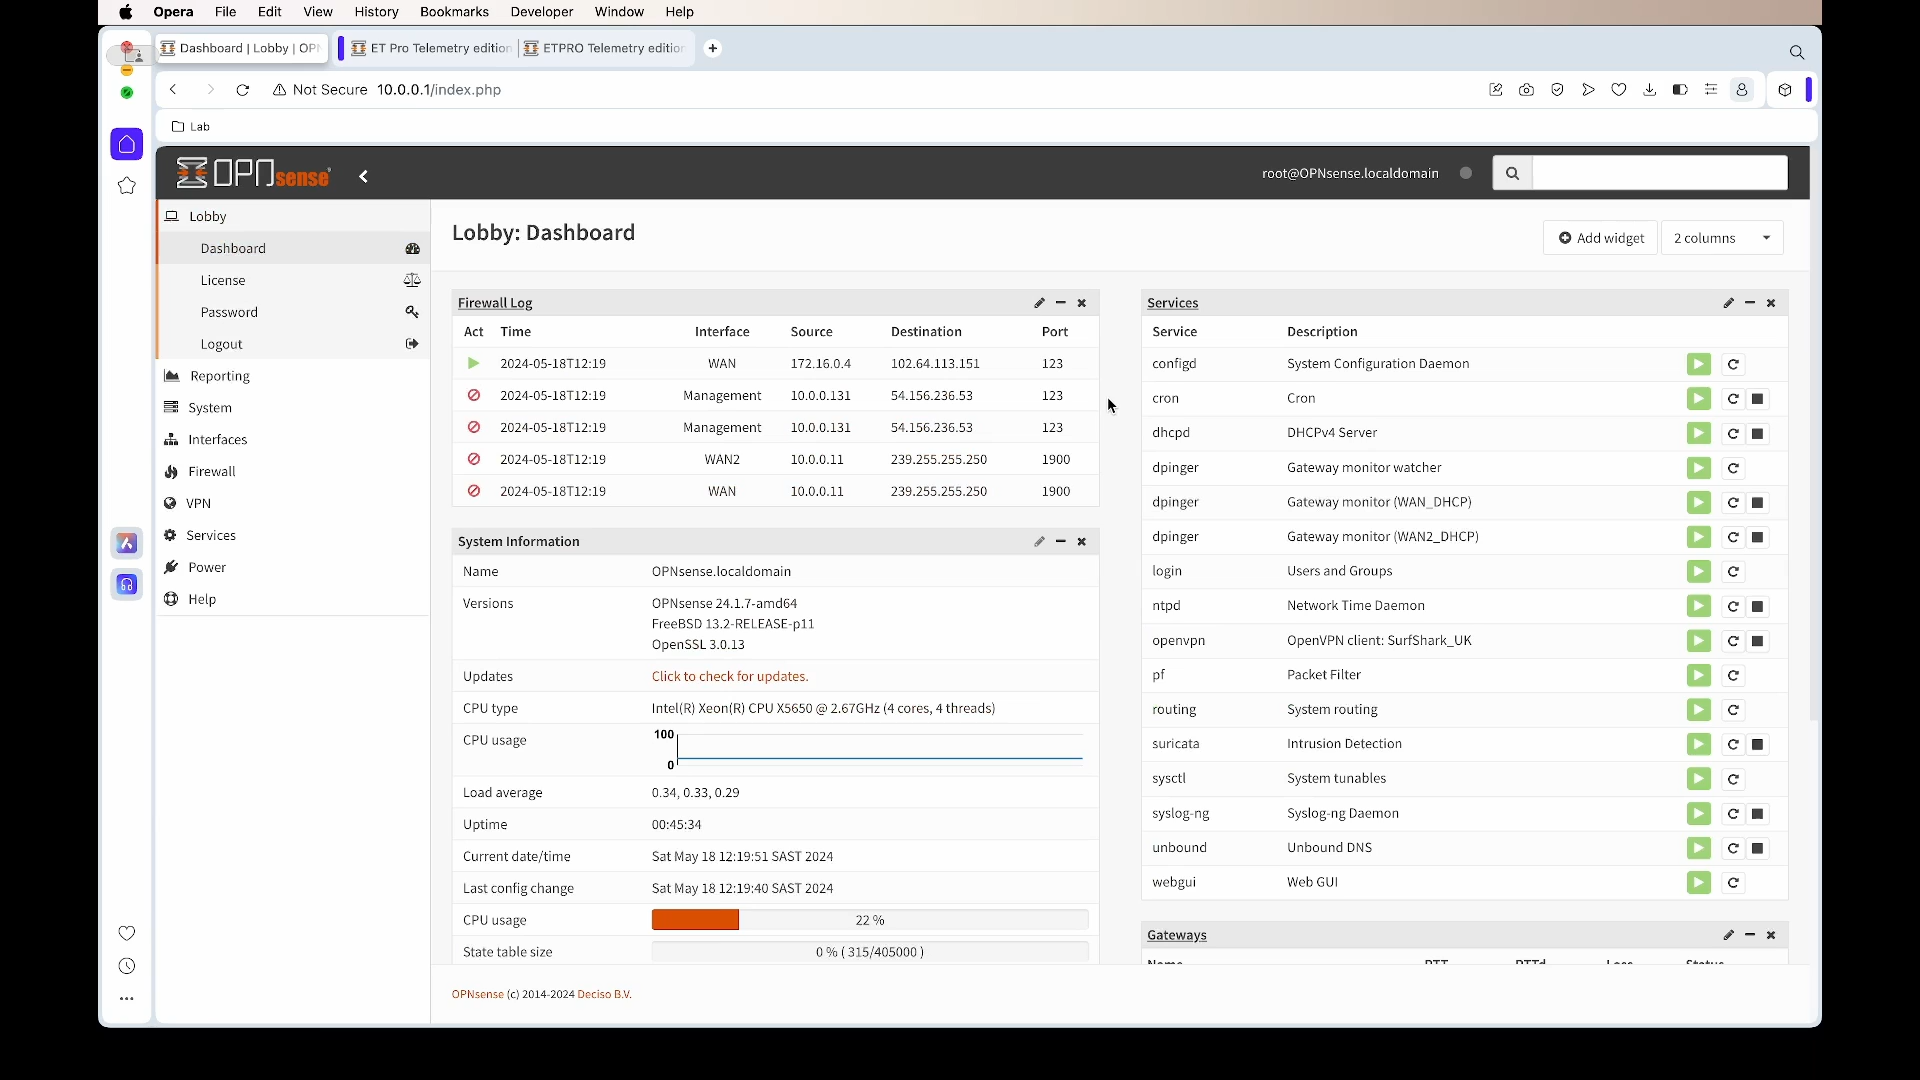 Opera File Edit View History Bookmarks Developer Window Help
Dashboard | Lobby | OPN ET Pro Telemetry edition ETPRO Telemetry edition
Not Secure 10.0.0.1/index.php
Lab
OPNsense root@OPNsense.localdomain
Lobby
Dashboard
License
Password
Logout
Reporting
System
Interfaces
Firewall
VPN
Services
Power
Help
Lobby: Dashboard
Add widget 2 columns
Firewall Log
Act Time Interface Source Destination Port
2024-05-18T12:19 WAN 172.16.0.4 102.64.113.151 123
2024-05-18T12:19 Management 10.0.0.131 54.156.236.53 123
2024-05-18T12:19 Management 10.0.0.131 54.156.236.53 123
2024-05-18T12:19 WAN2 10.0.0.11 239.255.255.250 1900
2024-05-18T12:19 WAN 10.0.0.11 239.255.255.250 1900
System Information
Name OPNsense.localdomain
Versions OPNsense 24.1.7-amd64
FreeBSD 13.2-RELEASE-p11
OpenSSL 3.0.13
Updates Click to check for updates.
CPU type Intel(R) Xeon(R) CPU X5650 @ 2.67GHz (4 cores, 4 threads)
CPU usage 100
0
Load average 0.34, 0.33, 0.29
Uptime 00:45:34
Current date/time Sat May 18 12:19:51 SAST 2024
Last config change Sat May 18 12:19:40 SAST 2024
CPU usage 22 %
State table size 0 % ( 315/405000 )
Services
Service Description
configd System Configuration Daemon
cron Cron
dhcpd DHCPv4 Server
dpinger Gateway monitor watcher
dpinger Gateway monitor (WAN_DHCP)
dpinger Gateway monitor (WAN2_DHCP)
login Users and Groups
ntpd Network Time Daemon
openvpn OpenVPN client: SurfShark_UK
pf Packet Filter
routing System routing
suricata Intrusion Detection
sysctl System tunables
syslog-ng Syslog-ng Daemon
unbound Unbound DNS
webgui Web GUI
Gateways
Name RTT RTTd Loss Status
OPNsense (c) 2014-2024 Deciso B.V.